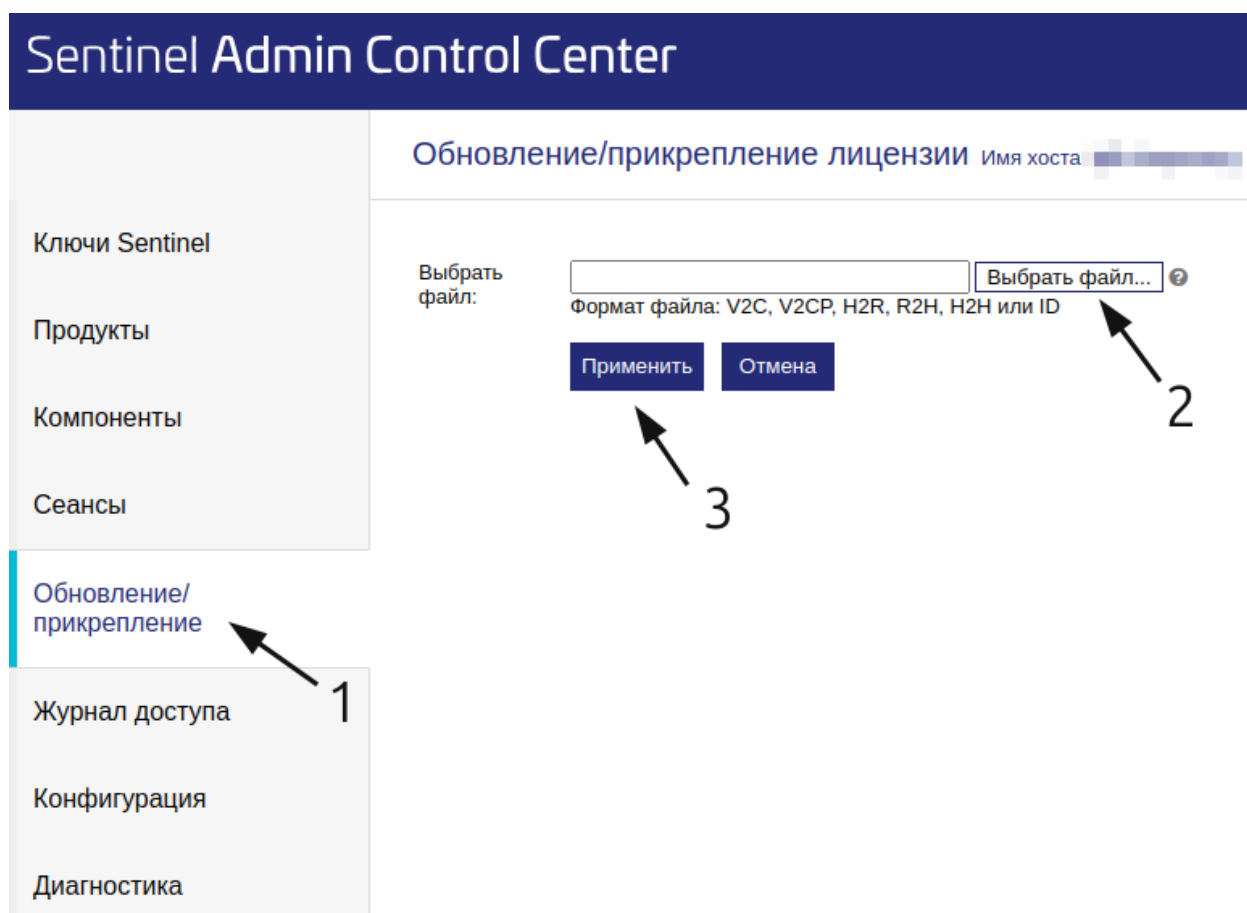 Sentinel Admin Control Center
Обновление/прикрепление лицензии Имя хоста
Ключи Sentinel
Продукты
Компоненты
Сеансы
Обновление/
прикрепление
1
Журнал доступа
Конфигурация
Диагностика
Выбрать
файл:
Выбрать файл...
?
Формат файла: V2C, V2CP, H2R, R2H, H2H или ID
Применить
Отмена
2
3